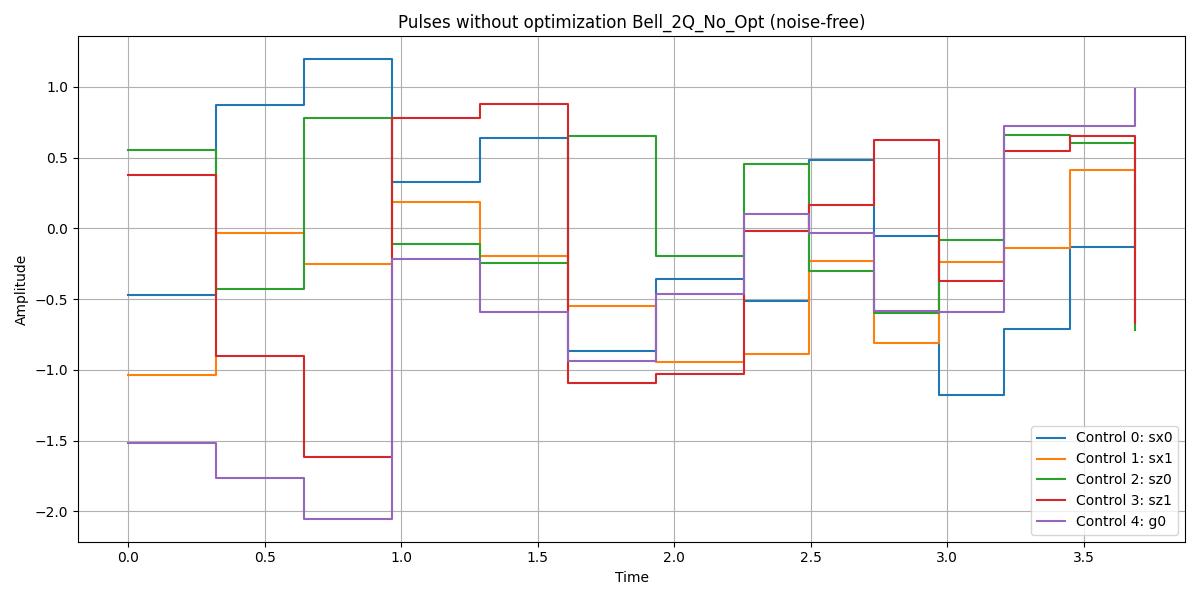 Pulses without optimization Bell_2Q_No_Opt (noise-free)
Amplitude
1.0
0.5
0.0
−0.5
−1.0
−1.5
−2.0
Control 0: sx0
Control 1: sx1
Control 2: sz0
Control 3: sz1
Control 4: g0
0.0 0.5 1.0 1.5 2.0 2.5 3.0 3.5
Time